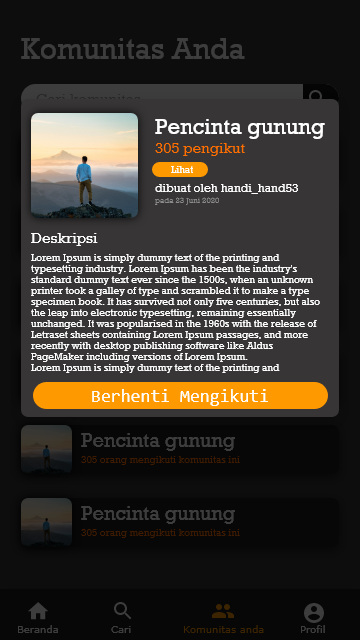 Komunitas Anda
Cari komunitas
Pencinta gunung
305 pengikut
Lihat
dibuat oleh handi_hand53
pada 23 juni 2020
Deskripsi
Lorem Ipsum is simply dummy text of the printing and
typesetting industry. Lorem Ipsum has been the industry's
standard dummy text ever since the 1500s, when an unknown
printer took a galley of type and scrambled it to make a type
specimen book. It has survived not only five centuries, but also
the leap into electronic typesetting, remaining essentially
unchanged. It was popularised in the 1960s with the release of
Letraset sheets containing Lorem Ipsum passages, and more
recently with desktop publishing software like Aldus
PageMaker including versions of Lorem Ipsum.
Lorem Ipsum is simply dummy text of the printing and
Berhenti Mengikuti
Pencinta gunung
305 orang mengikuti komunitas ini
Pencinta gunung
305 orang mengikuti komunitas ini
Beranda
Cari
Komunitas anda
Profil